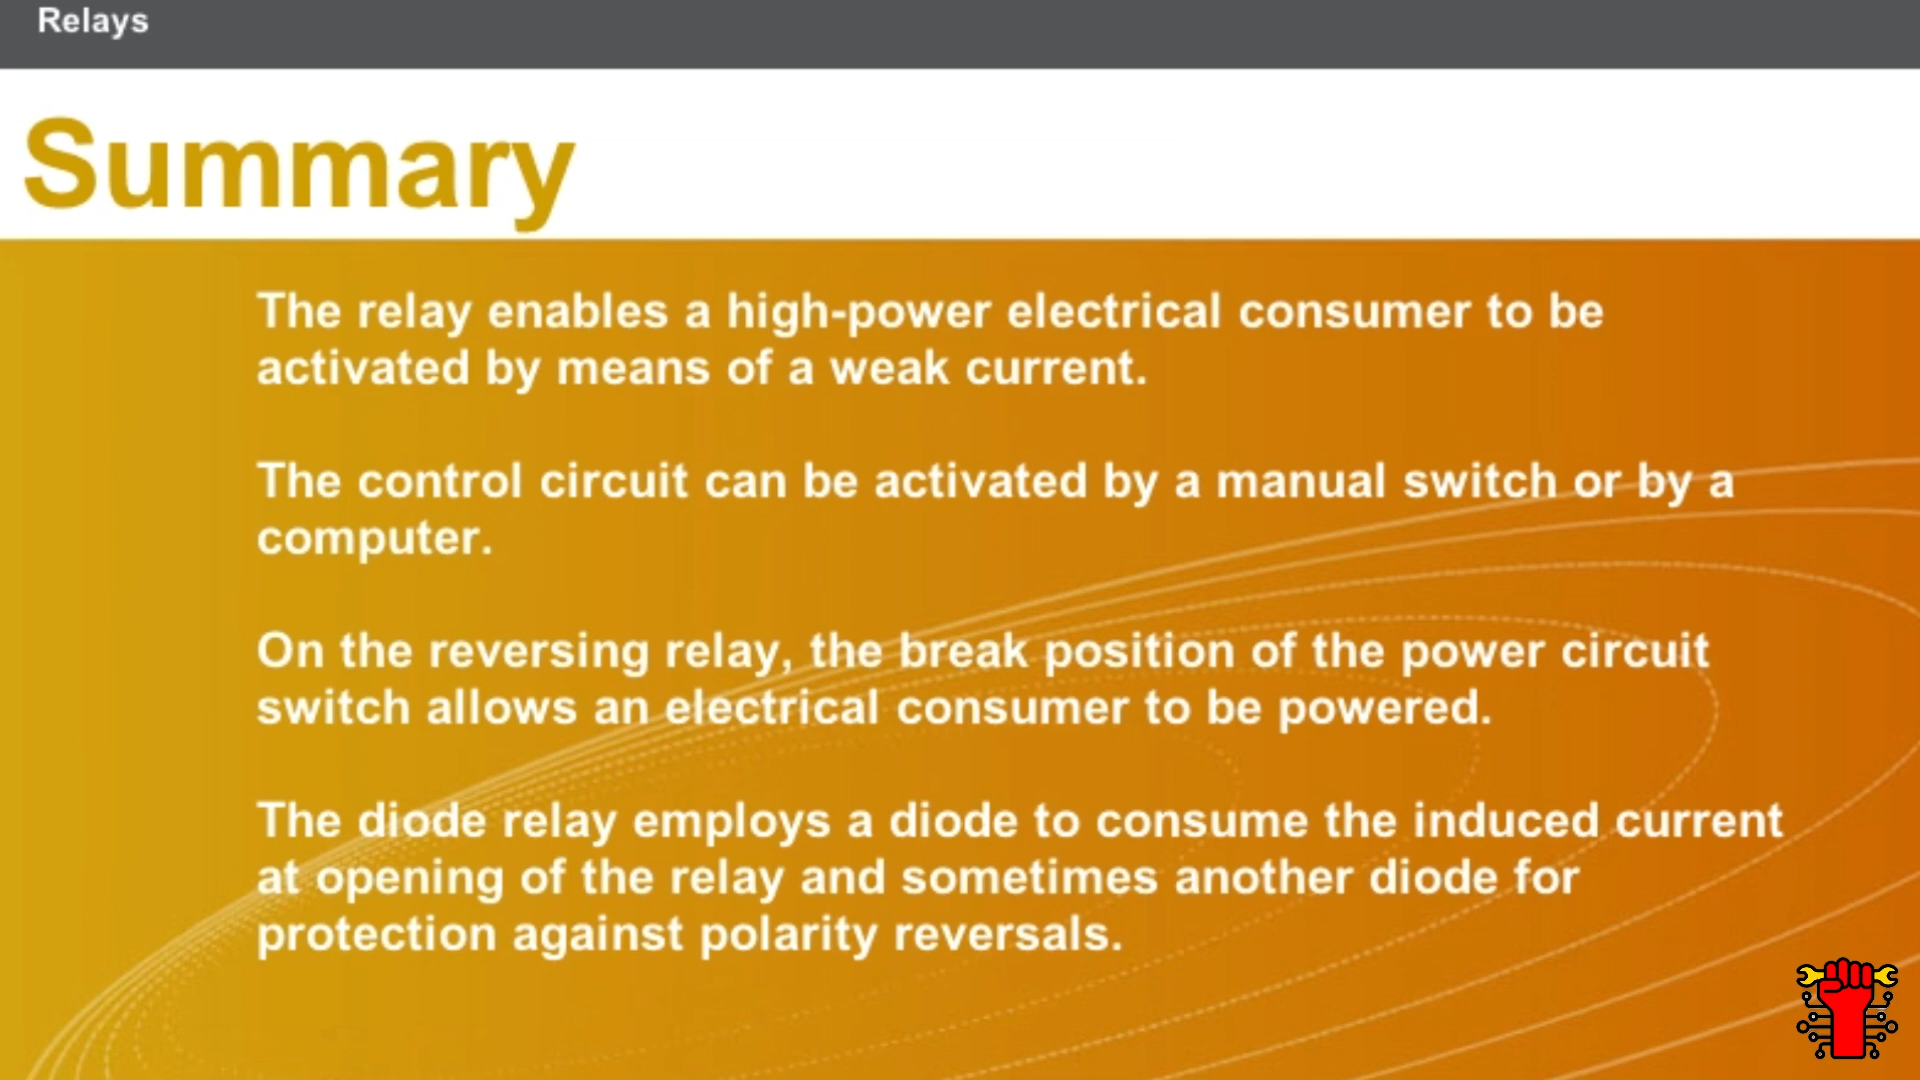 Relays
Summary
The relay enables a high-power electrical consumer to be
activated by means of a weak current.
The control circuit can be activated by a manual switch or by a
computer.
On the reversing relay, the break position of the power circuit
switch allows an electrical consumer to be powered.
The diode relay employs a diode to consume the induced current
at opening of the relay and sometimes another diode for
protection against polarity reversals.